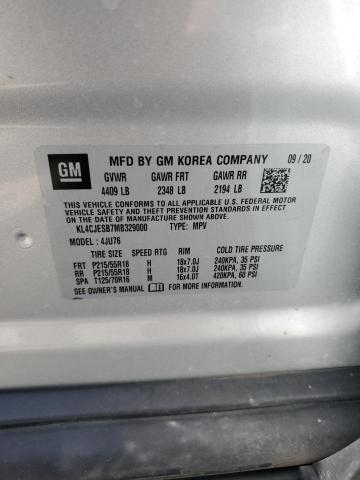 GM MFD BY GM KOREA COMPANY 09/20
GVWR GAWR FRT GAWR RR
4409 LB 2348 LB 2194 LB
THIS VEHICLE CONFORMS TO ALL APPLICABLE U.S. FEDERAL MOTOR
VEHICLE SAFETY, BUMPER, AND THEFT PREVENTION STANDARDS IN
EFFECT ON THE DATE OF MANUFACTURE SHOWN ABOVE.
KL4CJESB7MB329000 TYPE: MPV
MODEL: 4JU76
TIRE SIZE SPEED RTG RIM COLD TIRE PRESSURE
FRT P215/55R18 H 18x7.0J 240KPA, 35 PSI
RR P215/55R18 H 18x7.0J 240KPA, 35 PSI
SPA T125/70R16 M 16x4.0T 420KPA, 60 PSI
SEE OWNER'S MANUAL FOR MORE INFORMATION.